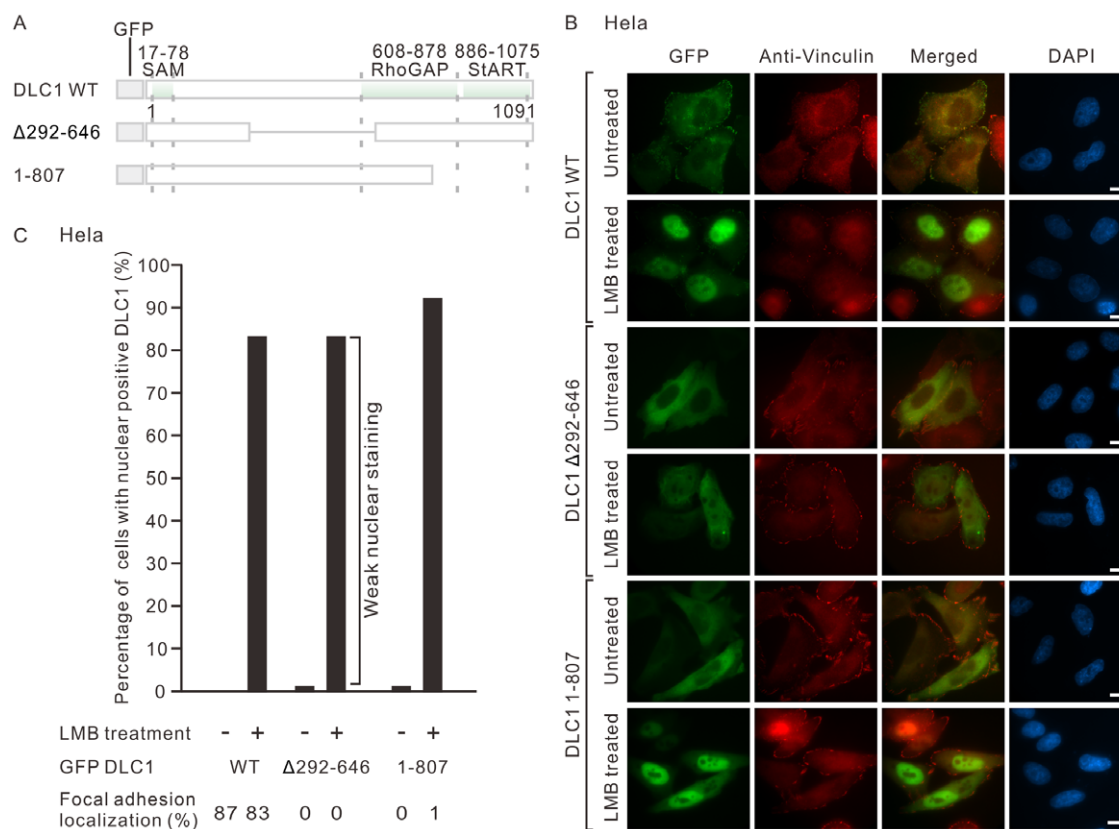 A
GFP
17-78
SAM
608-878
RhoGAP
886-1075
StART
DLC1 WT
1
1091
Δ292-646
1-807
B Hela
GFP Anti-Vinculin Merged DAPI
DLC1 WT
Untreated
LMB treated
DLC1 Δ292-646
Untreated
LMB treated
DLC1 1-807
Untreated
LMB treated
C Hela
Percentage of cells with nuclear positive DLC1 (%)
100
90
80
70
60
50
40
30
20
10
0
Weak nuclear staining
LMB treatment - + - + - +
GFP DLC1 WT Δ292-646 1-807
Focal adhesion
localization (%) 87 83 0 0 0 1